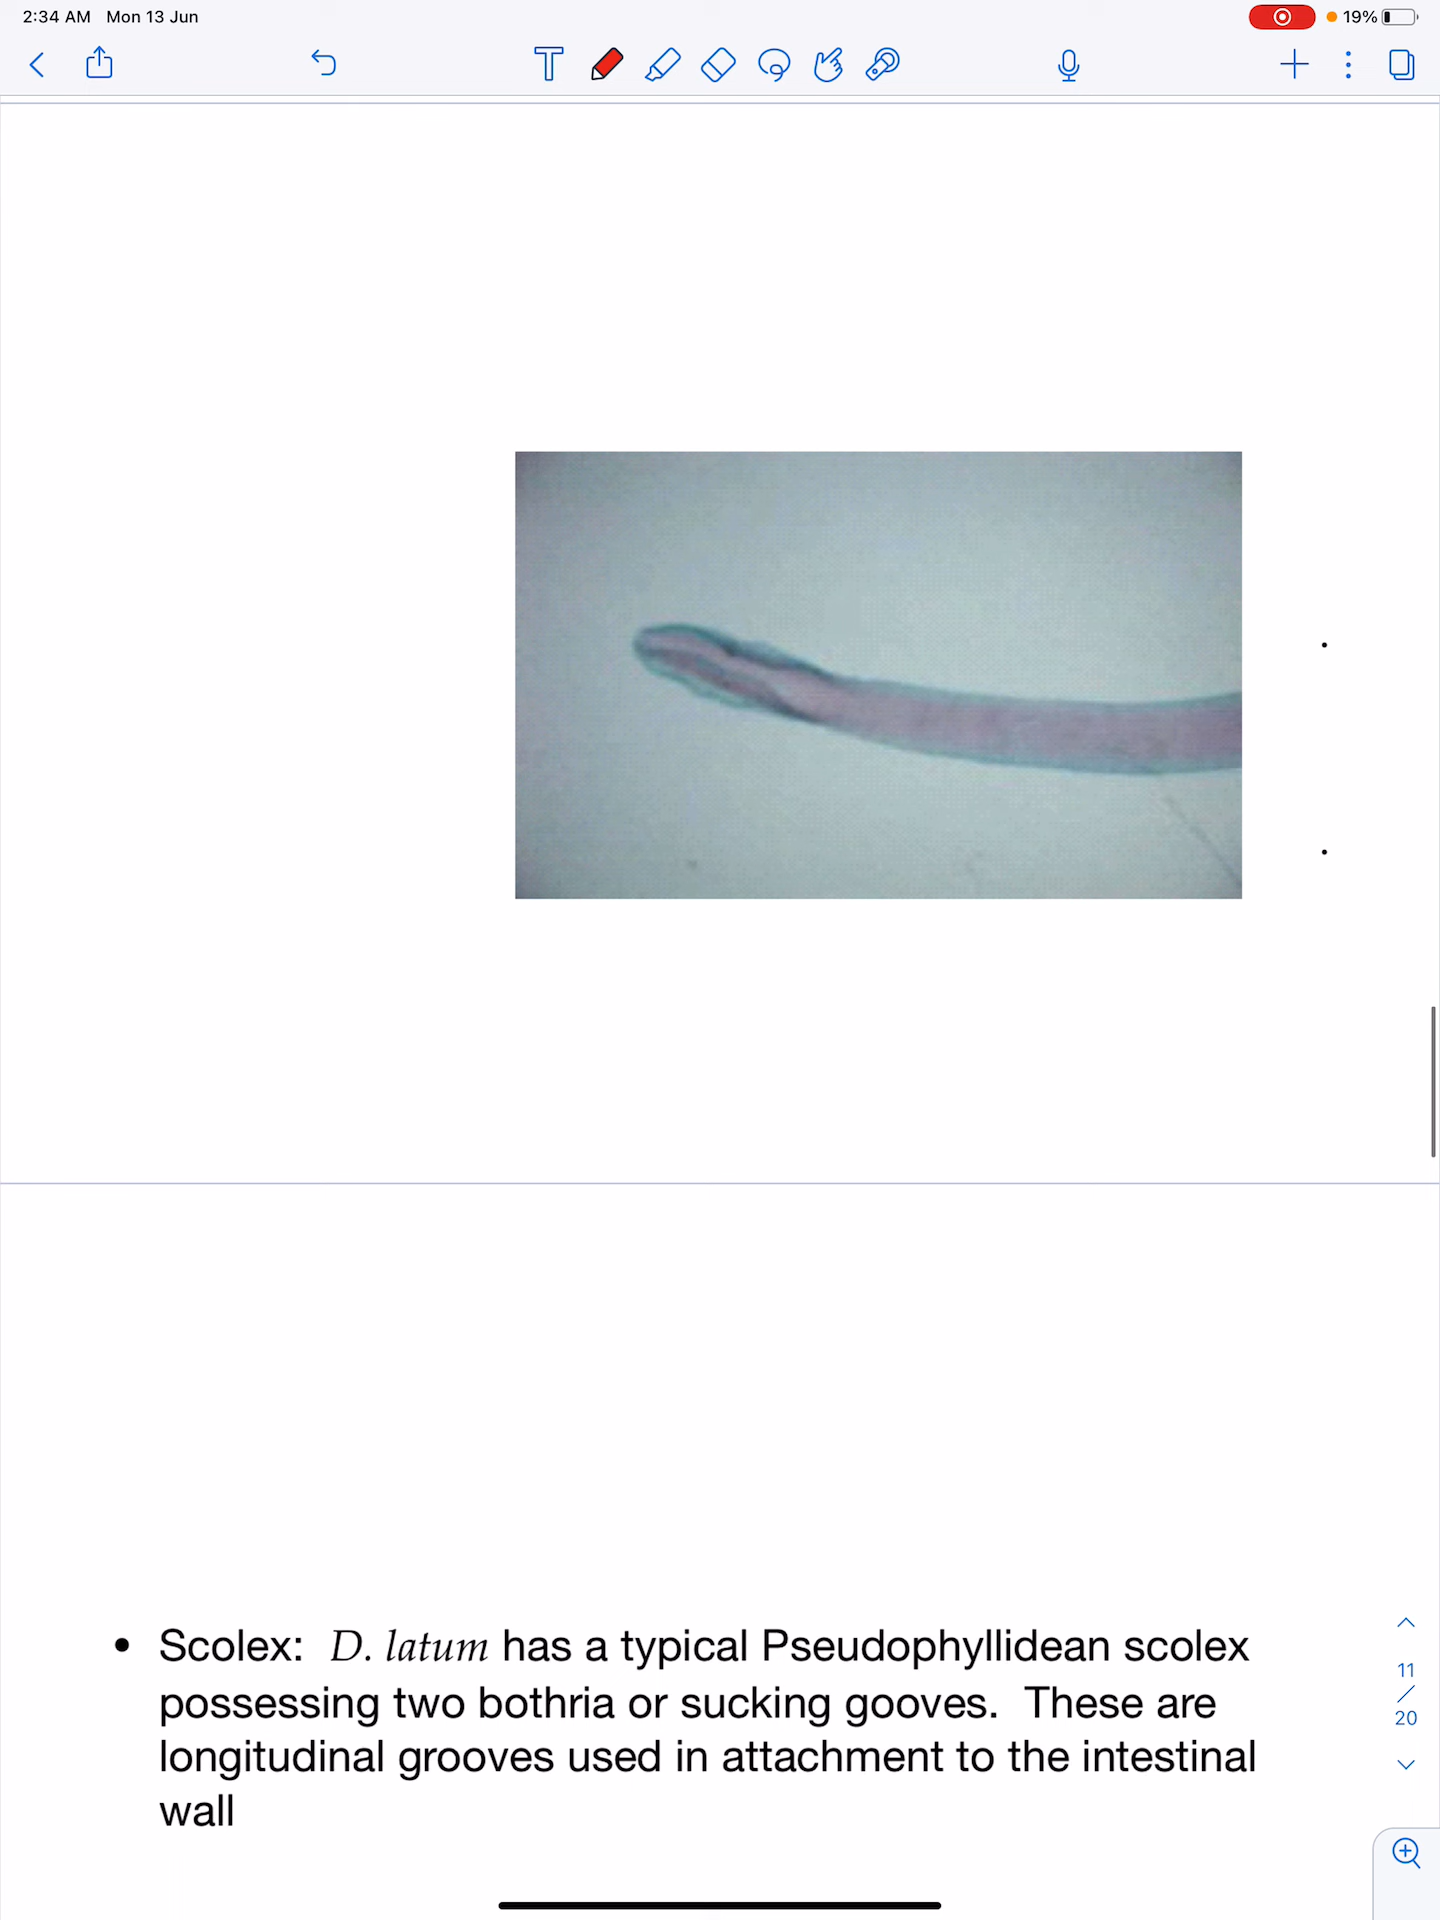 2:34 AM Mon 13 Jun
19%
T
• Scolex: D. latum has a typical Pseudophyllidean scolex
possessing two bothria or sucking gooves. These are
longitudinal grooves used in attachment to the intestinal
wall
11
/
20